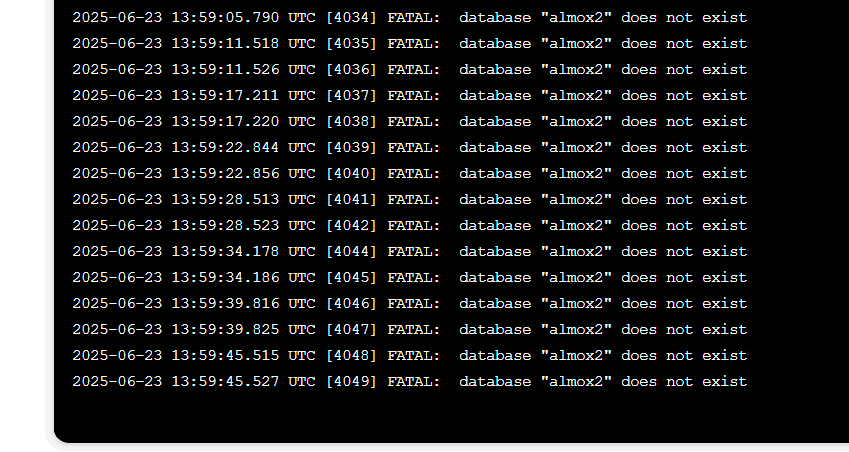 2025-06-23 13:59:05.790 UTC [4034] FATAL:  database "almox2" does not exist
2025-06-23 13:59:11.518 UTC [4035] FATAL:  database "almox2" does not exist
2025-06-23 13:59:11.526 UTC [4036] FATAL:  database "almox2" does not exist
2025-06-23 13:59:17.211 UTC [4037] FATAL:  database "almox2" does not exist
2025-06-23 13:59:17.220 UTC [4038] FATAL:  database "almox2" does not exist
2025-06-23 13:59:22.844 UTC [4039] FATAL:  database "almox2" does not exist
2025-06-23 13:59:22.856 UTC [4040] FATAL:  database "almox2" does not exist
2025-06-23 13:59:28.513 UTC [4041] FATAL:  database "almox2" does not exist
2025-06-23 13:59:28.523 UTC [4042] FATAL:  database "almox2" does not exist
2025-06-23 13:59:34.178 UTC [4044] FATAL:  database "almox2" does not exist
2025-06-23 13:59:34.186 UTC [4045] FATAL:  database "almox2" does not exist
2025-06-23 13:59:39.816 UTC [4046] FATAL:  database "almox2" does not exist
2025-06-23 13:59:39.825 UTC [4047] FATAL:  database "almox2" does not exist
2025-06-23 13:59:45.515 UTC [4048] FATAL:  database "almox2" does not exist
2025-06-23 13:59:45.527 UTC [4049] FATAL:  database "almox2" does not exist